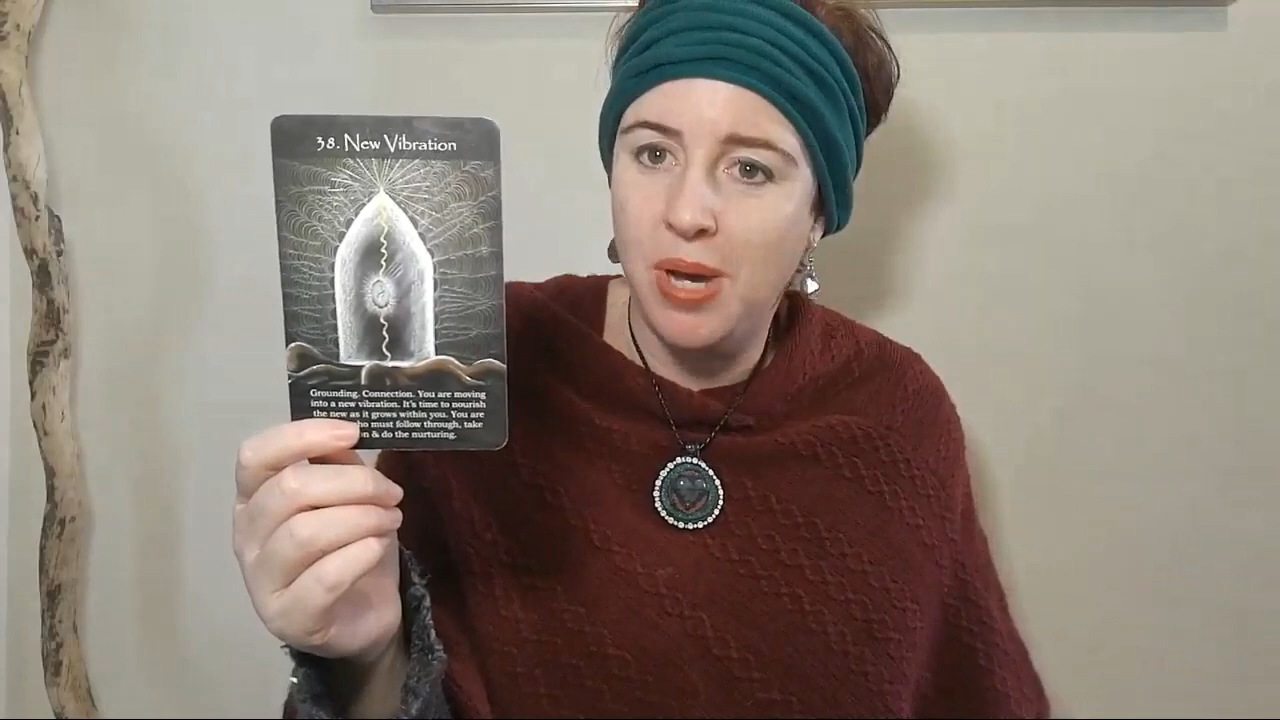 38. New Vibration
Grounding. Connection. You are moving
into a new vibration. It's time to nourish
the new as it grows within you. You are
must follow through, take
& do the nurturing.